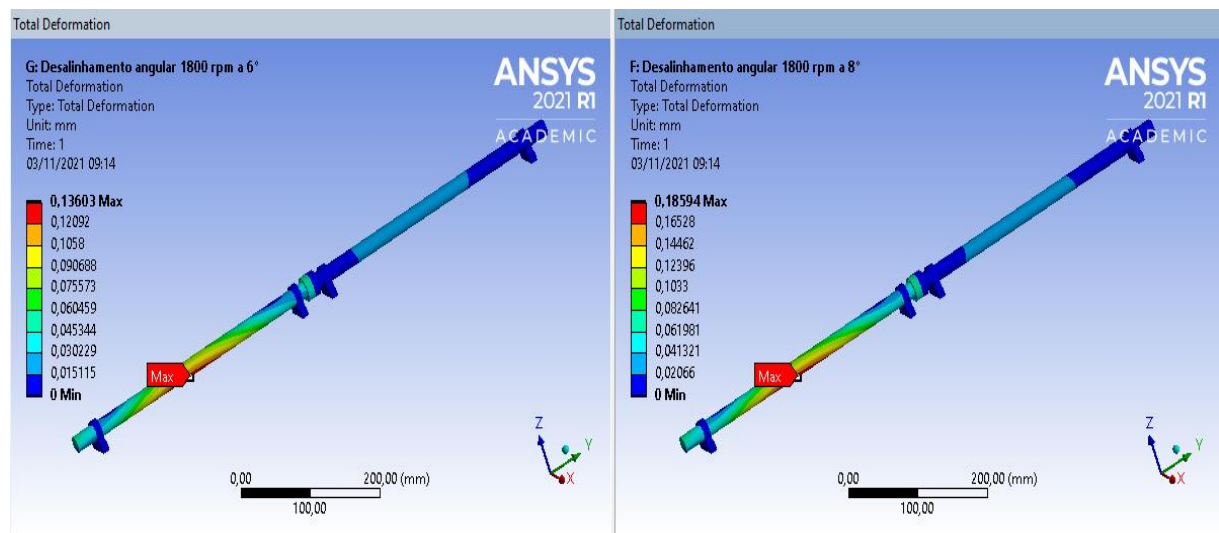 Total Deformation
G: Desalinhamento angular 1800 rpm a 6°
Total Deformation
Type: Total Deformation
Unit: mm
Time: 1
03/11/2021 09:14
ANSYS
2021 R1
ACADEMIC
0,13603 Max
0,12092
0,1058
0,090688
0,075573
0,060459
0,045344
0,030229
0,015115
0 Min
Max
Z
Y
X
0,00
200,00 (mm)
100,00
Total Deformation
F: Desalinhamento angular 1800 rpm a 8°
Total Deformation
Type: Total Deformation
Unit: mm
Time: 1
03/11/2021 09:14
ANSYS
2021 R1
ACADEMIC
0,18594 Max
0,16528
0,14462
0,12396
0,1033
0,082641
0,061981
0,041321
0,02066
0 Min
Max
Z
Y
X
0,00
200,00 (mm)
100,00